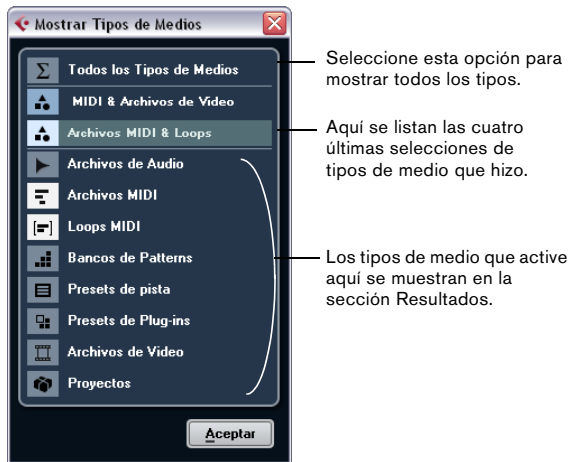 Mostrar Tipos de Medios
Todos los Tipos de Medios
MIDI & Archivos de Video
Archivos MIDI & Loops
Archivos de Audio
Archivos MIDI
Loops MIDI
Bancos de Patterns
Presets de pista
Presets de Plug-ins
Archivos de Video
Proyectos
Aceptar
Seleccione esta opción para
mostrar todos los tipos.
Aquí se listan las cuatro
últimas selecciones de
tipos de medio que hizo.
Los tipos de medio que active
aquí se muestran en la
sección Resultados.